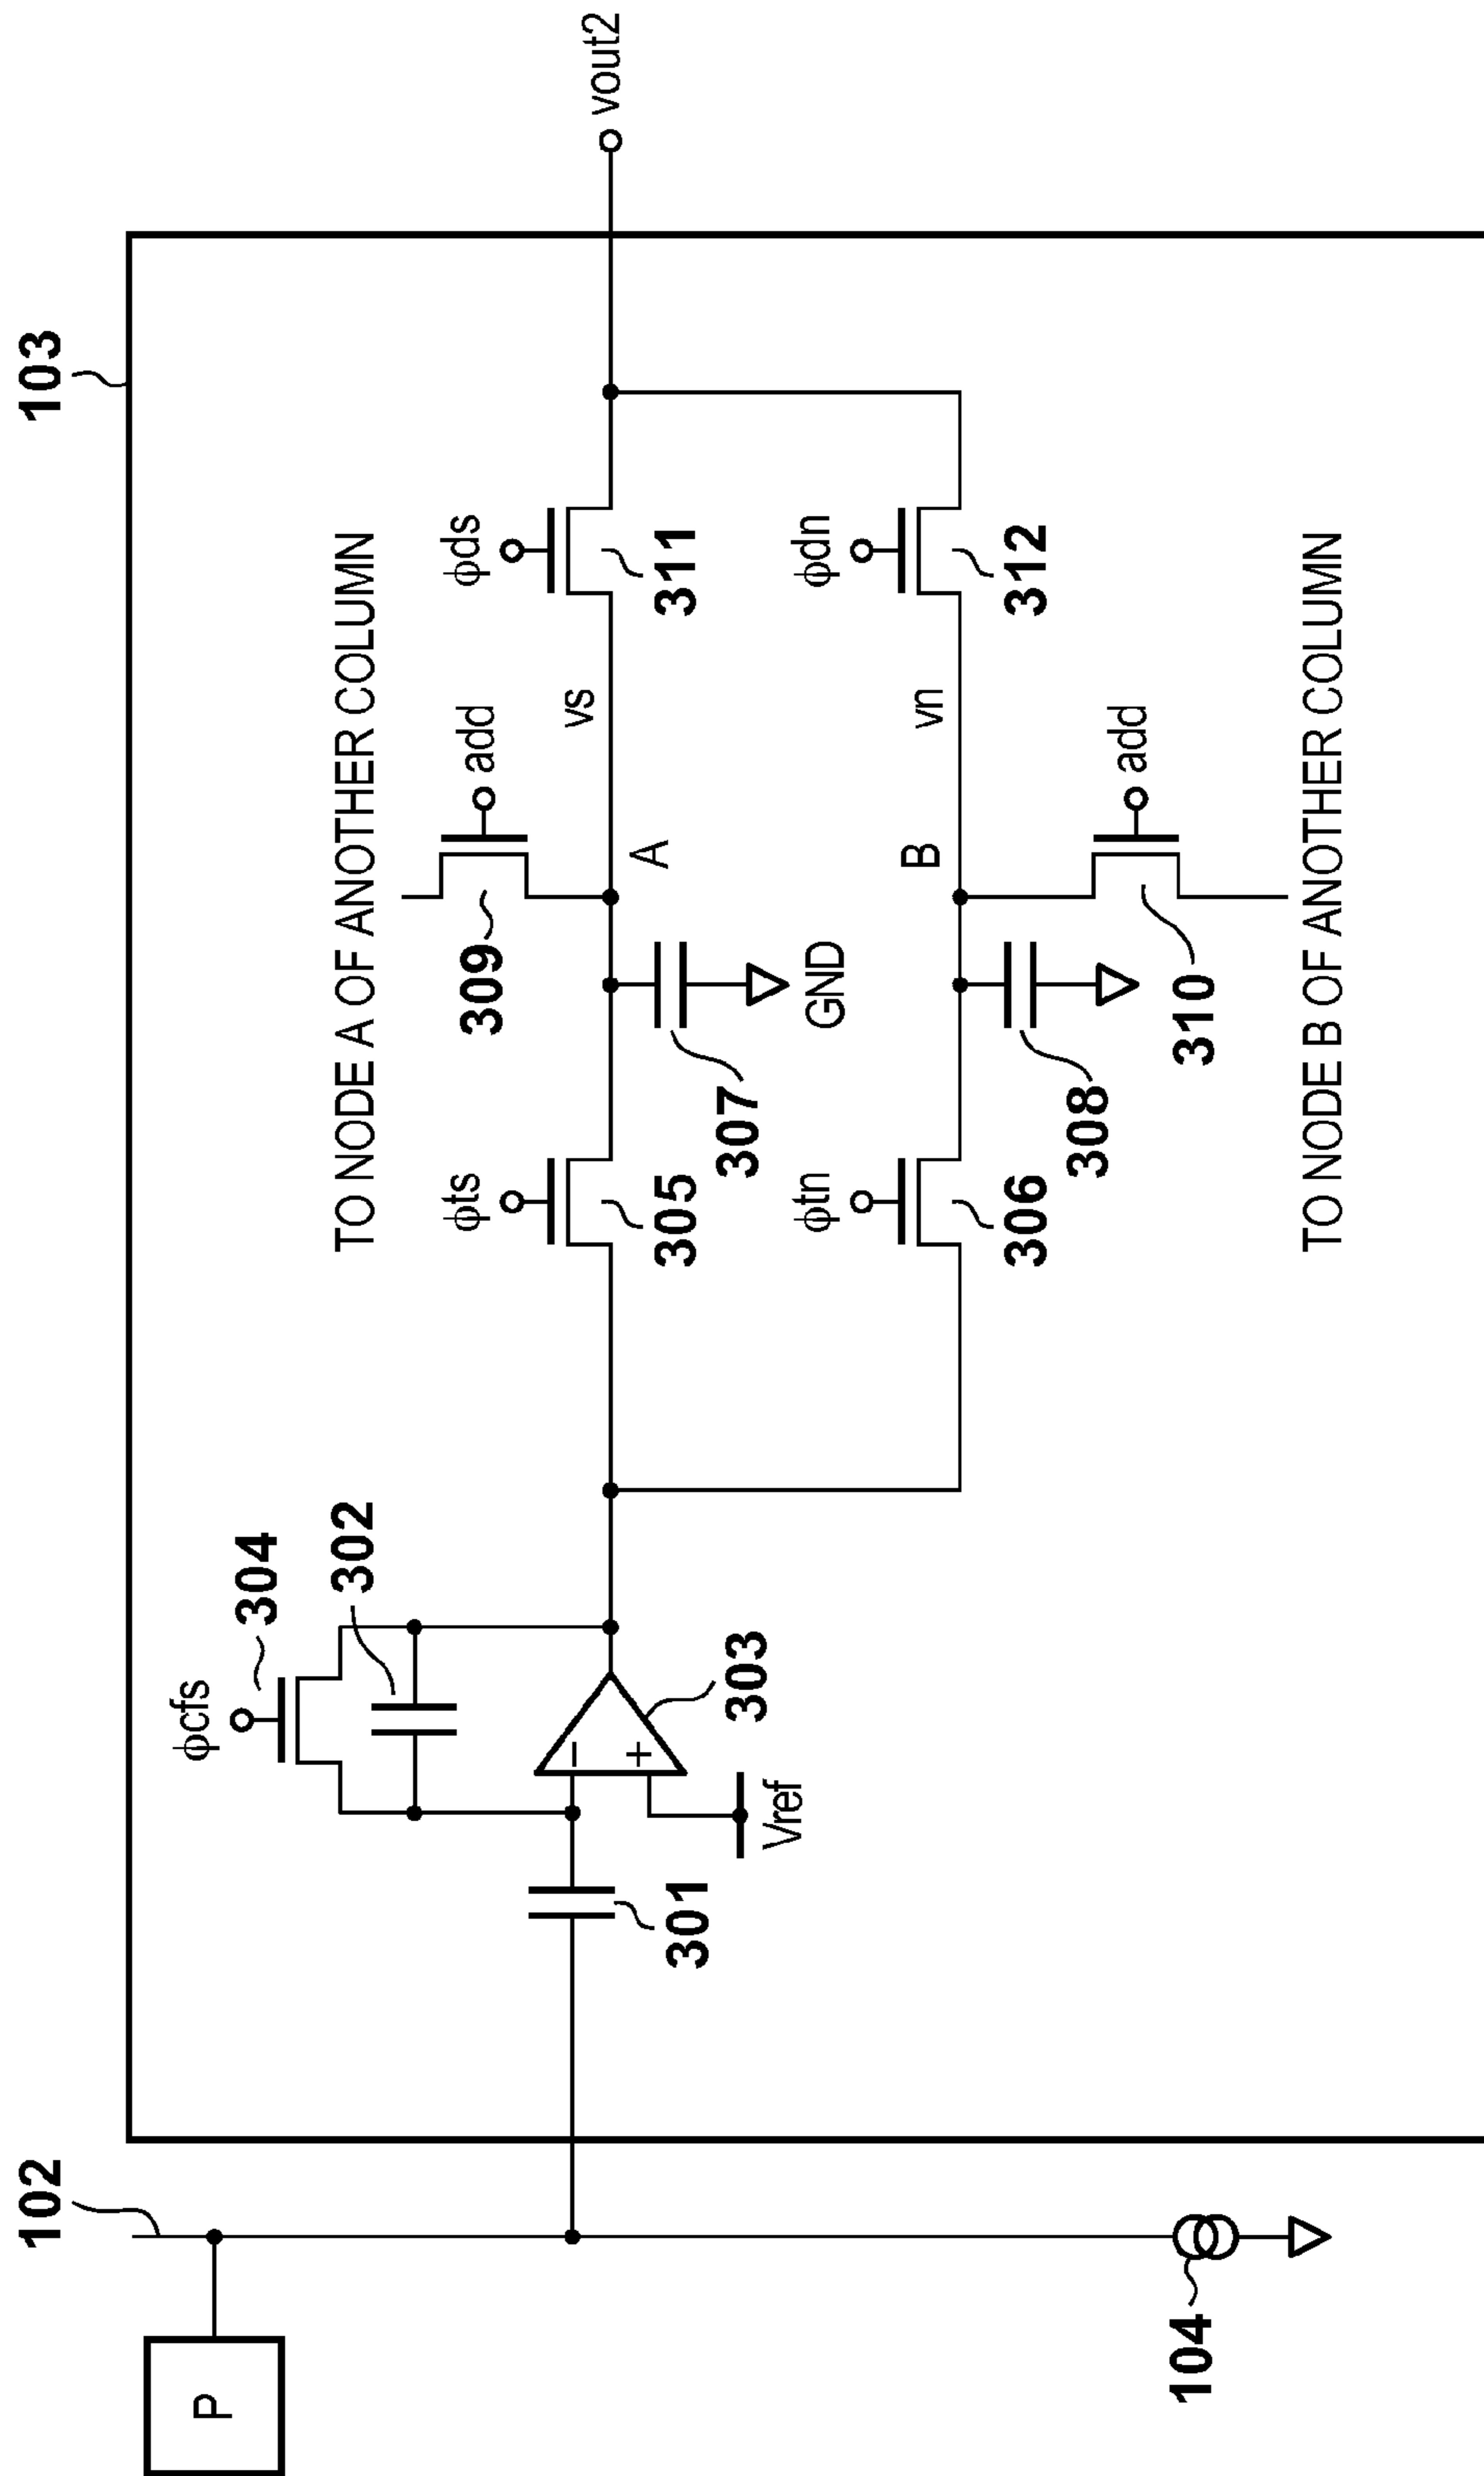 103
102
P
104
301
φcfs
304
302
303
Vref
TO NODE A OF ANOTHER COLUMN
φts
305
309
add
A
vs
φds
311
vout2
307
GND
φtn
306
B
vn
φdn
312
308
310
add
TO NODE B OF ANOTHER COLUMN